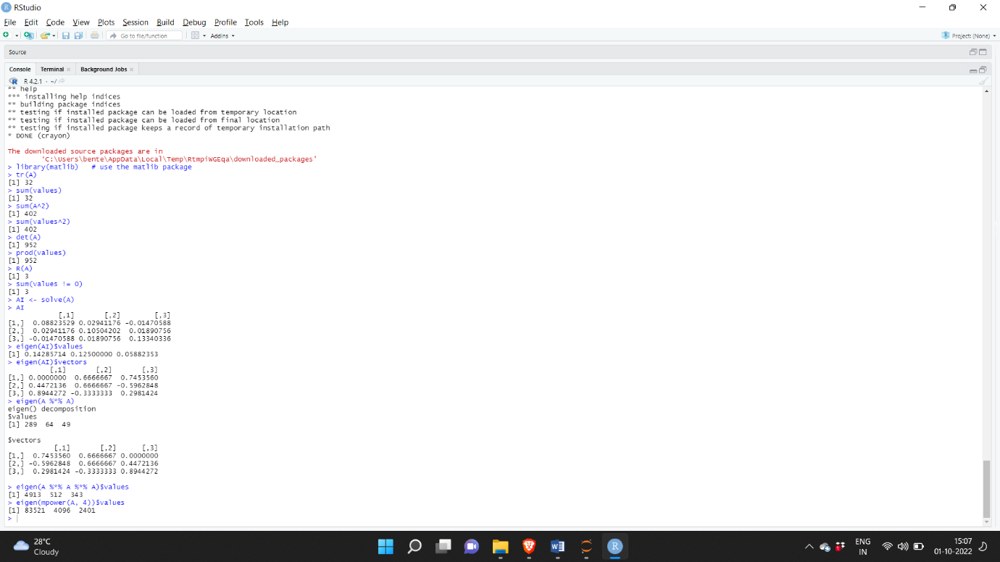 RStudio
File Edit Code View Plots Session Build Debug Profile Tools Help
Go to file/function Addins Project: (None)
Source
Console Terminal Background Jobs
R 4.2.1 · ~/
** help
*** installing help indices
** building package indices
** testing if installed package can be loaded from temporary location
** testing if installed package can be loaded from final location
** testing if installed package keeps a record of temporary installation path
* DONE (crayon)
The downloaded source packages are in
'C:\Users\bente\AppData\Local\Temp\RtmpiWGEqa\downloaded_packages'
> library(matlib)   # use the matlib package
> tr(A)
[1] 32
> sum(values)
[1] 32
> sum(A^2)
[1] 402
> sum(values^2)
[1] 402
> det(A)
[1] 952
> prod(values)
[1] 952
> R(A)
[1] 3
> sum(values != 0)
[1] 3
> AI <- solve(A)
> AI
[,1] [,2] [,3]
[1,] 0.08823529 0.02941176 -0.01470588
[2,] 0.02941176 0.10504202 0.01890756
[3,] -0.01470588 0.01890756 0.13340336
> eigen(AI)$values
[1] 0.14285714 0.12500000 0.05882353
> eigen(AI)$vectors
[,1] [,2] [,3]
[1,] 0.0000000 0.6666667 0.7453560
[2,] 0.4472136 0.6666667 -0.5962848
[3,] 0.8944272 -0.3333333 0.2981424
> eigen(A %*% A)
eigen() decomposition
$values
[1] 289 64 49
$vectors
[,1] [,2] [,3]
[1,] 0.7453560 0.6666667 0.0000000
[2,] -0.5962848 0.6666667 0.4472136
[3,] 0.2981424 -0.3333333 0.8944272
> eigen(A %*% A %*% A)$values
[1] 4913 512 343
> eigen(mpower(A, 4))$values
[1] 83521 4096 2401
>
28°C
Cloudy
ENG
IN
15:07
01-10-2022